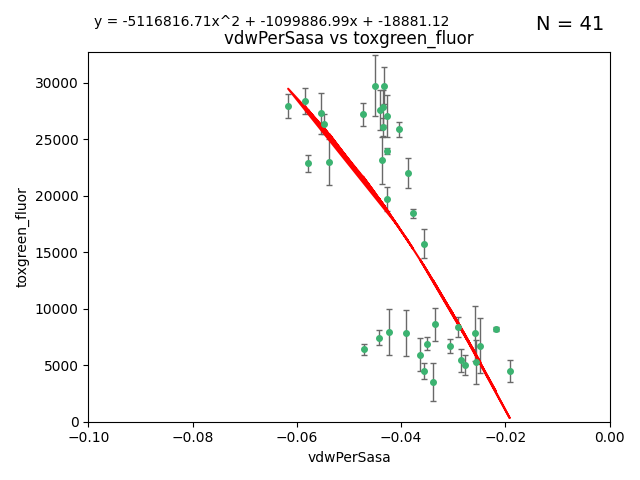 y = -5116816.71x^2 + -1099886.99x + -18881.12
N = 41
vdwPerSasa vs toxgreen_fluor
30000
25000
20000
15000
10000
5000
0
toxgreen_fluor
−0.10
−0.08
−0.06
−0.04
−0.02
0.00
vdwPerSasa